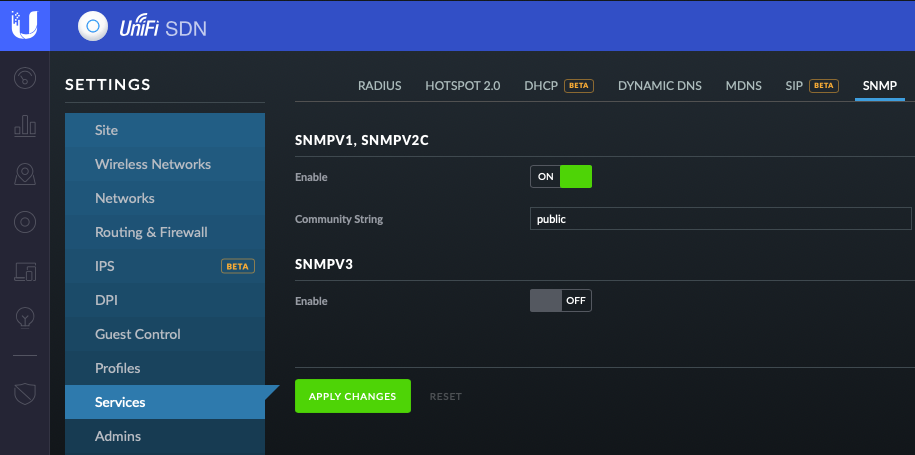 UniFi SDN
SETTINGS
RADIUS HOTSPOT 2.0 DHCP BETA DYNAMIC DNS MDNS SIP BETA SNMP
Site
Wireless Networks
Networks
Routing & Firewall
IPS BETA
DPI
Guest Control
Profiles
Services
Admins
SNMPV1, SNMPV2C
Enable ON
Community String public
SNMPV3
Enable OFF
APPLY CHANGES RESET